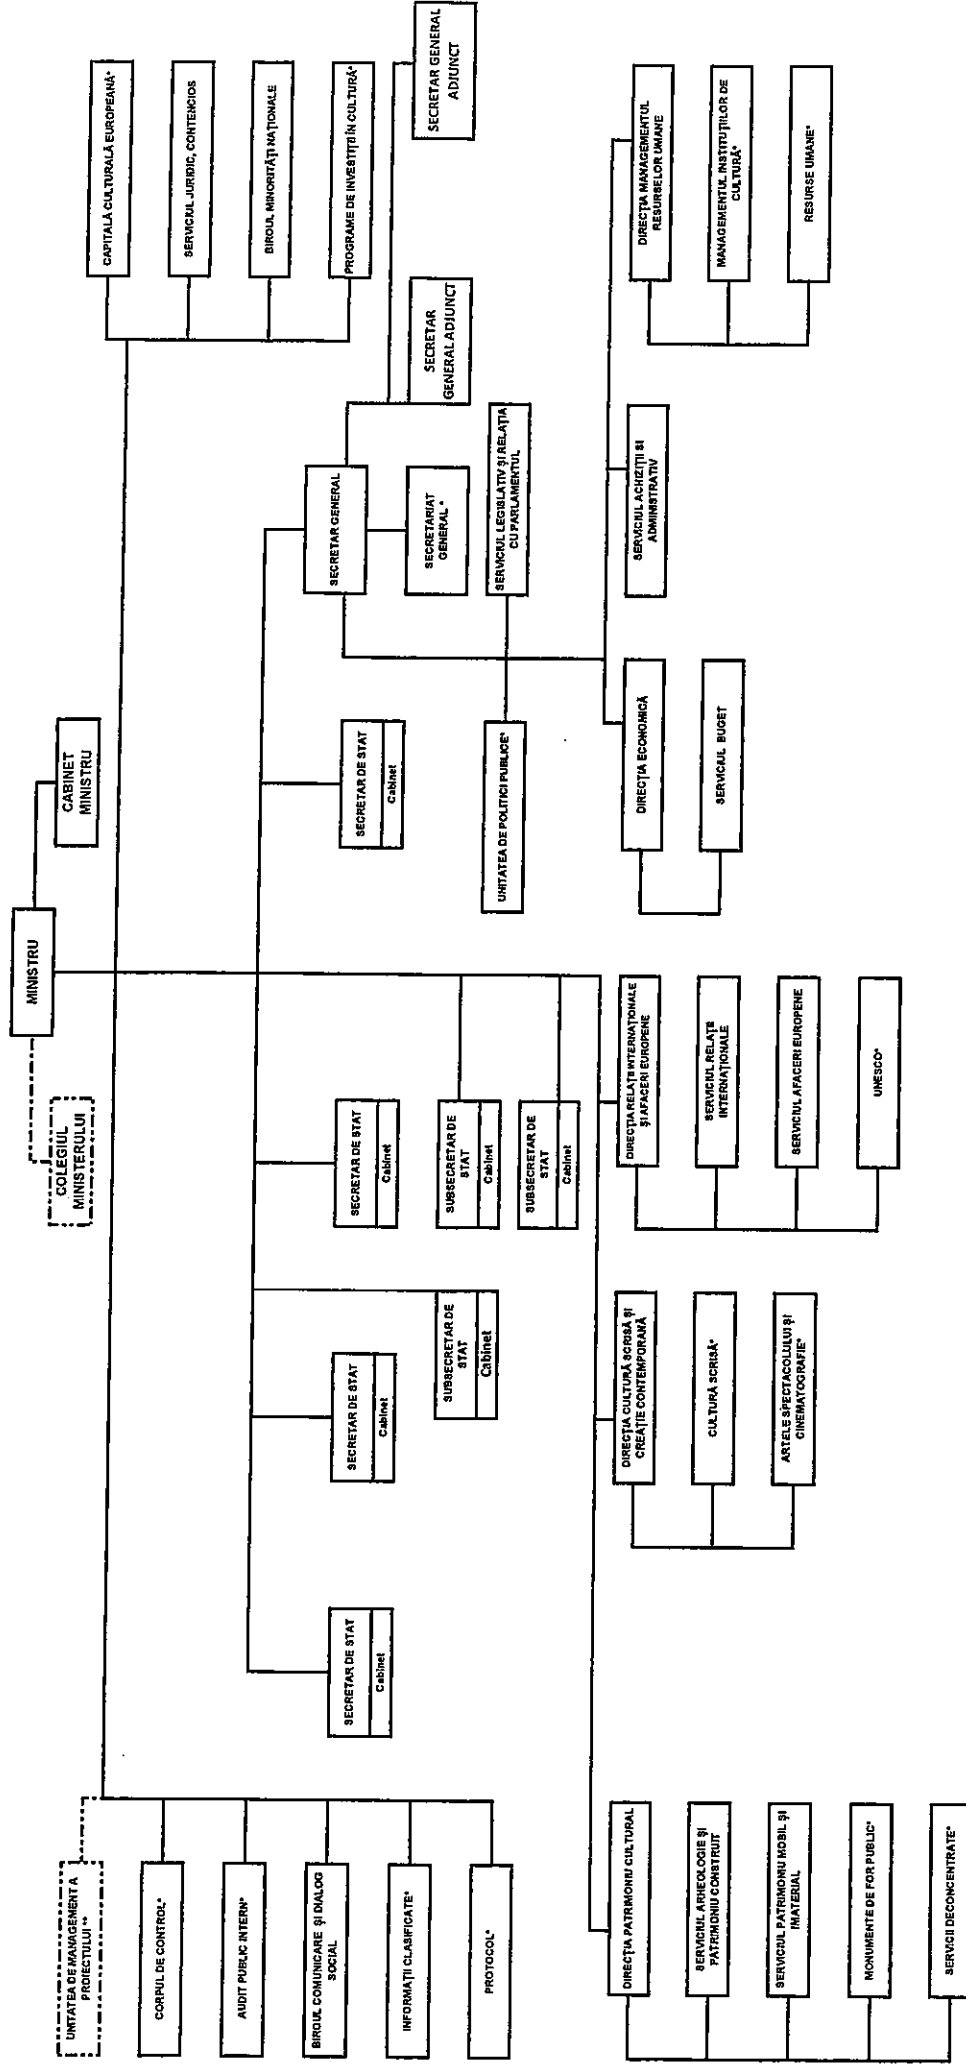 MINISTRU
CABINET
MINISTRU
COLEGIUL
MINISTERULUI
UNITATEA DE MANAGEMENT A
PROIECTULUI**
CORPUL DE CONTROL*
AUDIT PUBLIC INTERN*
BIROUL COMUNICARE ȘI DIALOG
SOCIAL
INFORMAȚII CLASIFICATE*
PROTOCOL*
CAPITALĂ CULTURALĂ EUROPEANĂ*
SERVICIUL JURIDIC, CONTENCIOS
BIROUL MINORITĂȚI NAȚIONALE
PROGRAME DE INVESTIȚII ÎN CULTURĂ*
SECRETAR DE STAT
Cabinet
SECRETAR DE STAT
Cabinet
SUBSECRETAR DE
STAT
Cabinet
SECRETAR DE STAT
Cabinet
SUBSECRETAR DE
STAT
Cabinet
SUBSECRETAR DE
STAT
Cabinet
SECRETAR DE STAT
Cabinet
SECRETAR GENERAL
SECRETARIAT
GENERAL *
SECRETAR
GENERAL ADJUNCT
SECRETAR GENERAL
ADJUNCT
UNITATEA DE POLITICI PUBLICE*
SERVICIUL LEGISLATIV ȘI RELAȚIA
CU PARLAMENTUL
DIRECȚIA PATRIMONIU CULTURAL
SERVICIUL ARHEOLOGIE ȘI
PATRIMONIU CONSTRUIT
SERVICIUL PATRIMONIU MOBIL ȘI
IMATERIAL
MONUMENTE DE FOR PUBLIC*
SERVICII DECONCENTRATE*
DIRECȚIA CULTURĂ SCRISĂ ȘI
CREAȚIE CONTEMPORANĂ
CULTURĂ SCRISĂ*
ARTELE SPECTACOLULUI ȘI
CINEMATOGRAFIE*
DIRECȚIA RELAȚII INTERNAȚIONALE
ȘI AFACERI EUROPENE
SERVICIUL RELAȚII
INTERNAȚIONALE
SERVICIUL AFACERI EUROPENE
UNESCO*
DIRECȚIA ECONOMICĂ
SERVICIUL BUGET
SERVICIUL ACHIZIȚII SI
ADMINISTRATIV
DIRECȚIA MANAGEMENTUL
RESURSELOR UMANE
MANAGEMENTUL INSTITUȚIILOR DE
CULTURĂ*
RESURSE UMANE*